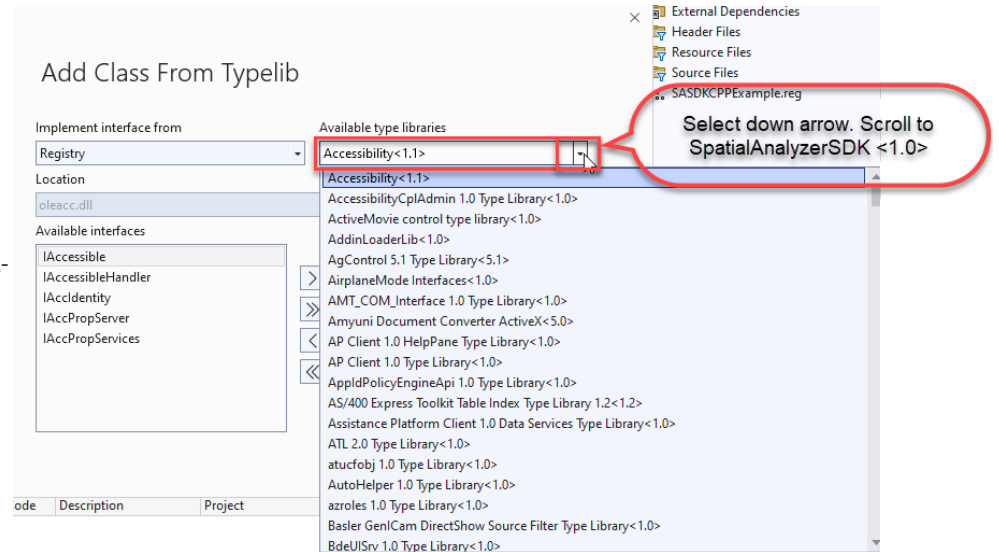 External Dependencies
Header Files
Resource Files
Source Files
SASDKCPPExample.reg
Add Class From Typelib
Select down arrow. Scroll to
SpatialAnalyzerSDK <1.0>
Implement interface from
Available type libraries
Registry
Accessibility<1.1>
Location
oleacc.dll
Available interfaces
IAccessible
IAccessibleHandler
IAccIdentity
IAccPropServer
IAccPropServices
Accessibility<1.1>
AccessibilityCplAdmin 1.0 Type Library<1.0>
ActiveMovie control type library<1.0>
AddinLoaderLib<1.0>
AgControl 5.1 Type Library<5.1>
AirplaneMode Interfaces<1.0>
AMT_COM_Interface 1.0 Type Library<1.0>
Amyuni Document Converter ActiveX<5.0>
AP Client 1.0 HelpPane Type Library<1.0>
AP Client 1.0 Type Library<1.0>
AppIdPolicyEngineApi 1.0 Type Library<1.0>
AS/400 Express Toolkit Table Index Type Library 1.2<1.2>
Assistance Platform Client 1.0 Data Services Type Library<1.0>
ATL 2.0 Type Library<1.0>
atucfobj 1.0 Type Library<1.0>
AutoHelper 1.0 Type Library<1.0>
azroles 1.0 Type Library<1.0>
Basler GenICam DirectShow Source Filter Type Library<1.0>
BdeUISrv 1.0 Type Library<1.0>
ode Description Project